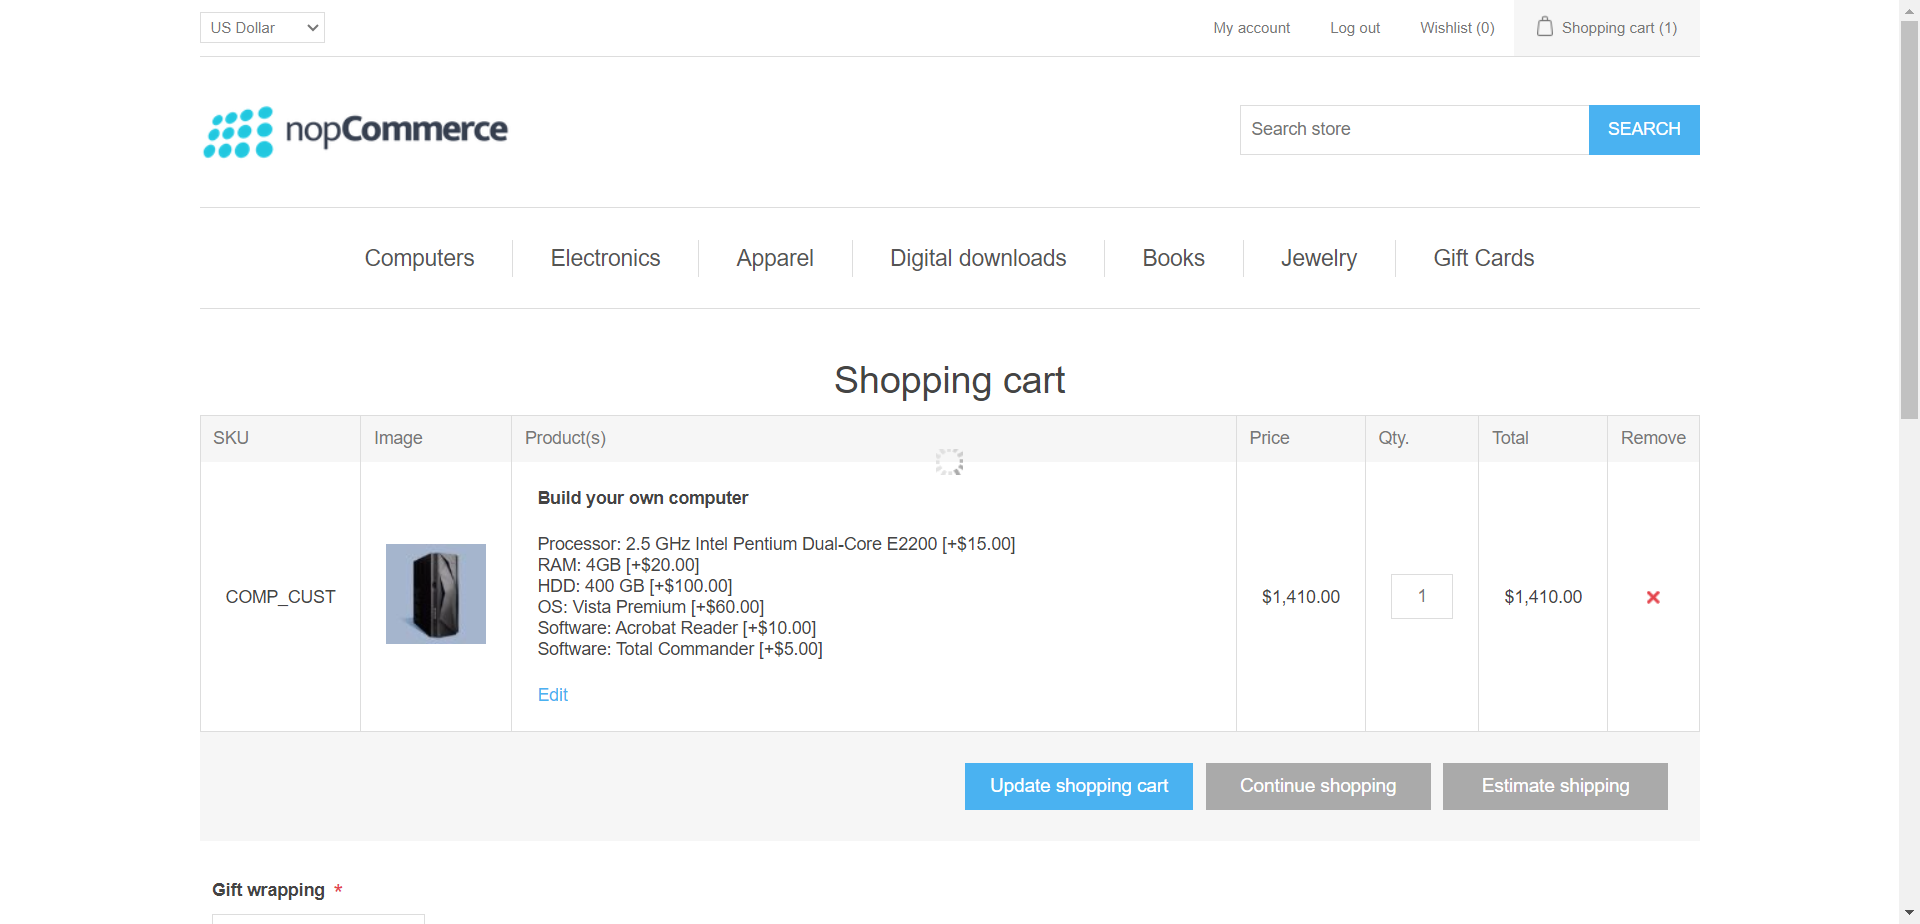 US Dollar
My account
Log out
Wishlist (0)
Shopping cart (1)
nopCommerce
Search store
SEARCH
Computers
Electronics
Apparel
Digital downloads
Books
Jewelry
Gift Cards
Shopping cart
SKU
Image
Product(s)
Price
Qty.
Total
Remove
COMP_CUST
Build your own computer
Processor: 2.5 GHz Intel Pentium Dual-Core E2200 [+$15.00]
RAM: 4GB [+$20.00]
HDD: 400 GB [+$100.00]
OS: Vista Premium [+$60.00]
Software: Acrobat Reader [+$10.00]
Software: Total Commander [+$5.00]
Edit
$1,410.00
1
$1,410.00
Update shopping cart
Continue shopping
Estimate shipping
Gift wrapping *